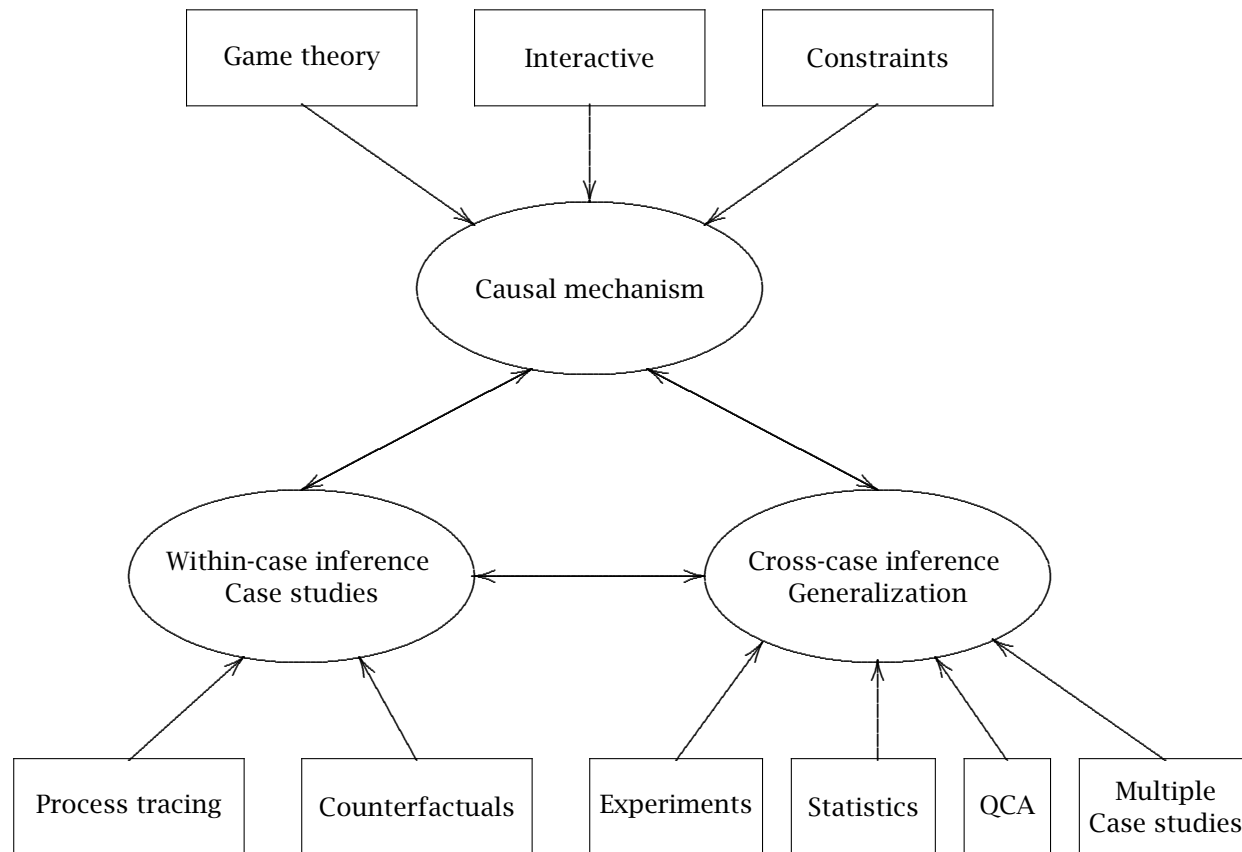 Game theory
Interactive
Constraints
Causal mechanism
Within-case inference
Case studies
Cross-case inference
Generalization
Process tracing
Counterfactuals
Experiments
Statistics
QCA
Multiple
Case studies